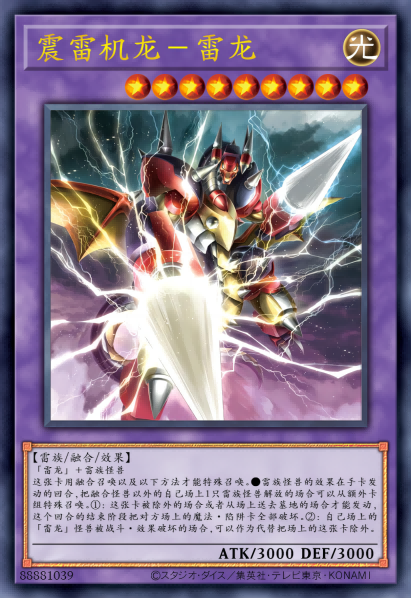 震雷机龙－雷龙
光
【雷族/融合/效果】
「雷龙」＋雷族怪兽
这张卡用融合召唤以及以下方法才能特殊召唤。●雷族怪兽的效果在手卡发
动的回合,把融合怪兽以外的自己场上1只雷族怪兽解放的场合可以从额外卡
组特殊召唤。①：这张卡被除外的场合或者从场上送去墓地的场合才能发动，
这个回合的结束阶段把对方场上的魔法・陷阱卡全部破坏。②：自己场上的
「雷龙」怪兽被战斗・效果破坏的场合,可以作为代替把场上的这张卡除外。
ATK/3000 DEF/3000
88881039
©スタジオ・ダイス／集英社・テレビ東京・KONAMI